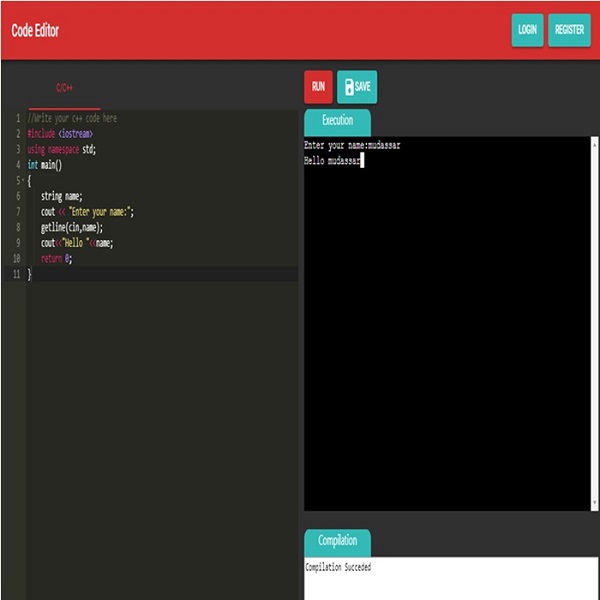 Code Editor
LOGIN REGISTER
C/C++
1 //Write your c++ code here
2 #include <iostream>
3 using namespace std;
4 int main()
5 {
6 string name;
7 cout << "Enter your name:";
8 getline(cin,name);
9 cout<<"Hello "<<name;
10 return 0;
11 }
RUN SAVE
Execution
Enter your name:mudassar
Hello mudassar
Compilation
Compilation Succeded